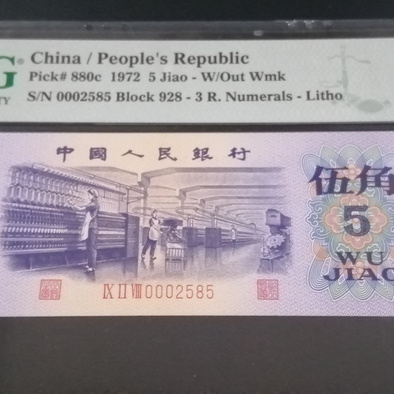 China / People's Republic
Pick# 880c 1972 5 Jiao - W/Out Wmk
S/N 0002585 Block 928 - 3 R. Numerals - Litho
中國人民銀行
伍角
5
WU
JIAO
IX II VIII 0002585